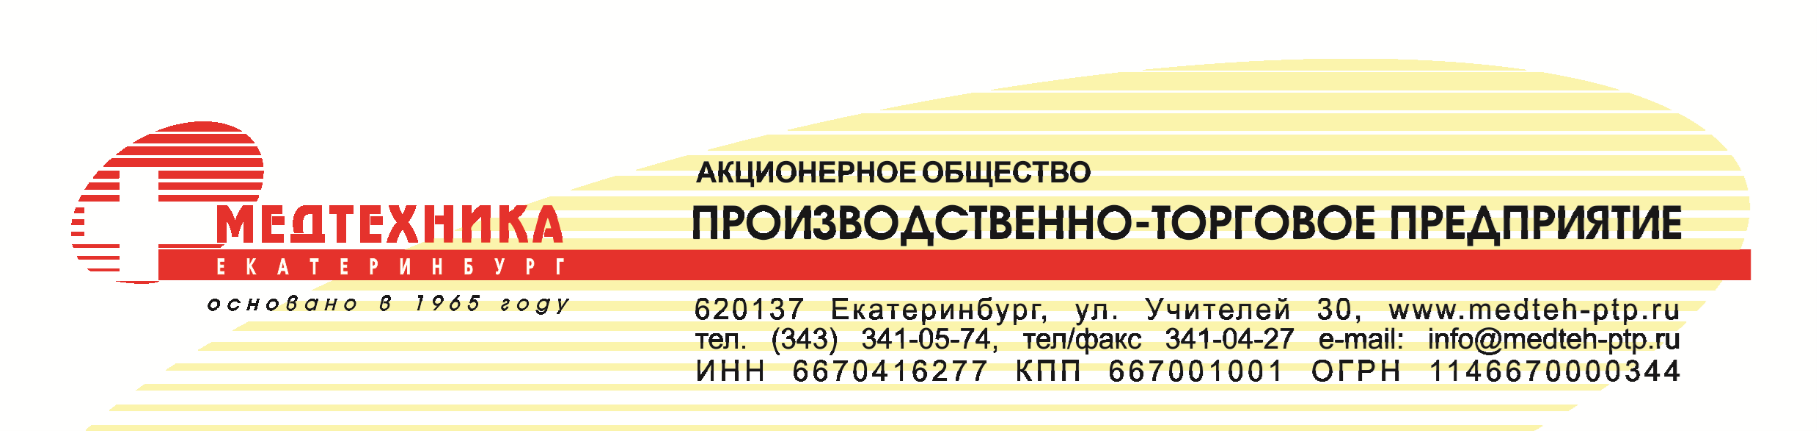 МЕДТЕХНИКА
ЕКАТЕРИНБУРГ
основано в 1965 году
АКЦИОНЕРНОЕ ОБЩЕСТВО
ПРОИЗВОДСТВЕННО-ТОРГОВОЕ ПРЕДПРИЯТИЕ
620137 Екатеринбург, ул. Учителей 30, www.medteh-ptp.ru
тел. (343) 341-05-74, тел/факс 341-04-27 e-mail: info@medteh-ptp.ru
ИНН 6670416277 КПП 667001001 ОГРН 1146670000344